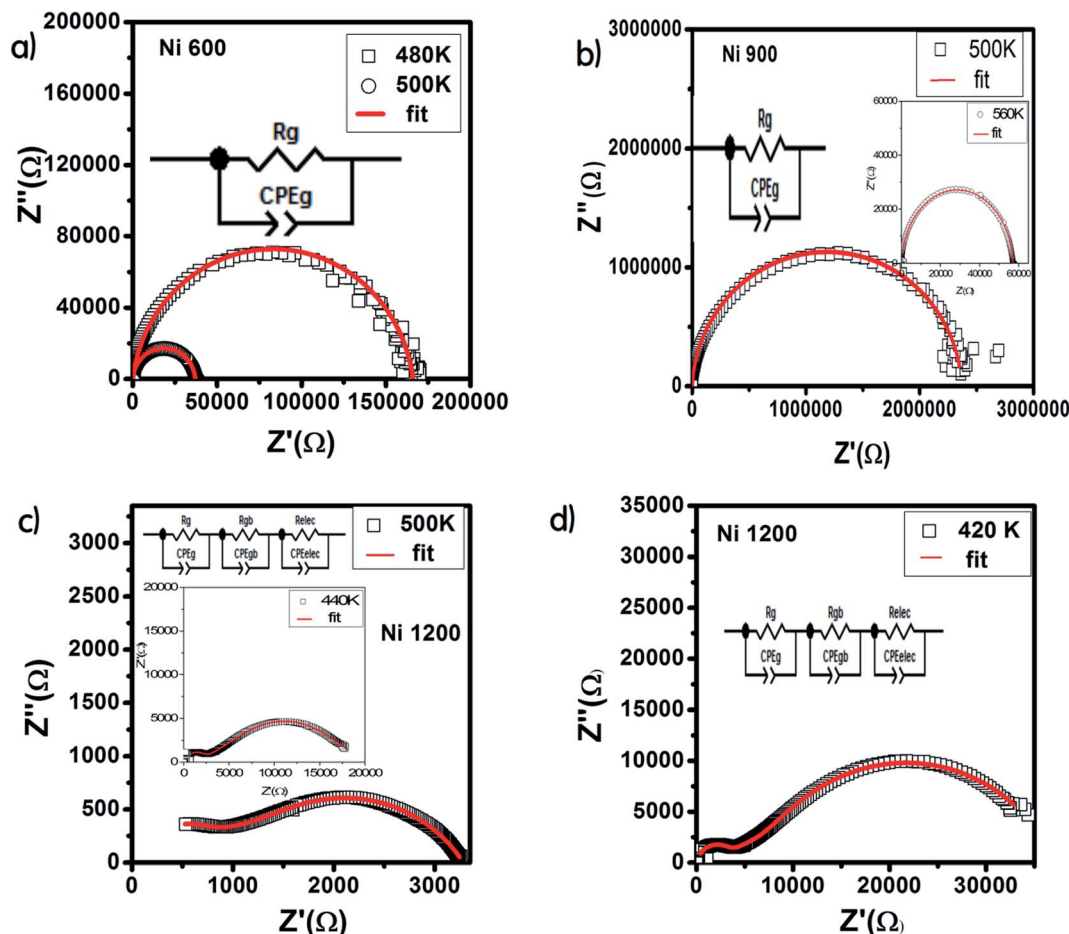 a)
Ni 600
480K
500K
fit
Rg
CPEg
Z''(Ω)
200000
160000
120000
80000
40000
0
0
50000
100000
150000
200000
Z'(Ω)
b)
Ni 900
500K
fit
Rg
CPEg
Z''(Ω)
3000000
2000000
1000000
0
0
1000000
2000000
3000000
Z'(Ω)
560K
fit
Z''(Ω)
60000
40000
20000
0
20000
40000
60000
Z(Ω)
c)
Rg
Rgb
Relec
CPEg
CPEgb
CPEelec
500K
fit
Ni 1200
Z''(Ω)
3000
2500
2000
1500
1000
500
0
0
1000
2000
3000
Z'(Ω)
440K
fit
Z'(Ω)
20000
15000
10000
5000
0
0
5000
10000
15000
20000
Z(Ω)
d)
Ni 1200
420 K
fit
Rg
Rgb
Relec
CPEg
CPEgb
CPEelec
Z''(Ω)
35000
30000
25000
20000
15000
10000
5000
0
0
10000
20000
30000
Z'(Ω)